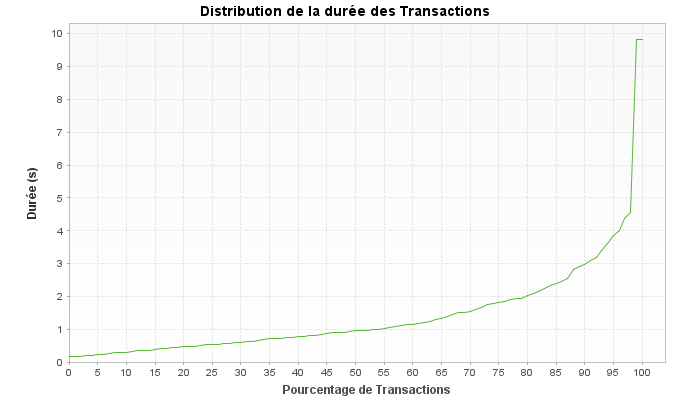 Distribution de la durée des Transactions
10
9
8
7
6
5
4
3
2
1
0
Durée (s)
0 5 10 15 20 25 30 35 40 45 50 55 60 65 70 75 80 85 90 95 100
Pourcentage de Transactions